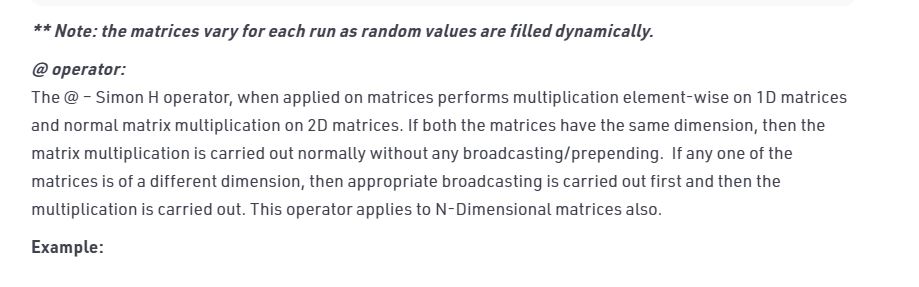 ** Note: the matrices vary for each run as random values are filled dynamically.
@ operator:
The @ – Simon H operator, when applied on matrices performs multiplication element-wise on 1D matrices
and normal matrix multiplication on 2D matrices. If both the matrices have the same dimension, then the
matrix multiplication is carried out normally without any broadcasting/prepending.  If any one of the
matrices is of a different dimension, then appropriate broadcasting is carried out first and then the
multiplication is carried out. This operator applies to N-Dimensional matrices also.
Example: